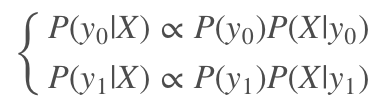 P(y₀|X) ∝ P(y₀)P(X|y₀)
P(y₁|X) ∝ P(y₁)P(X|y₁)